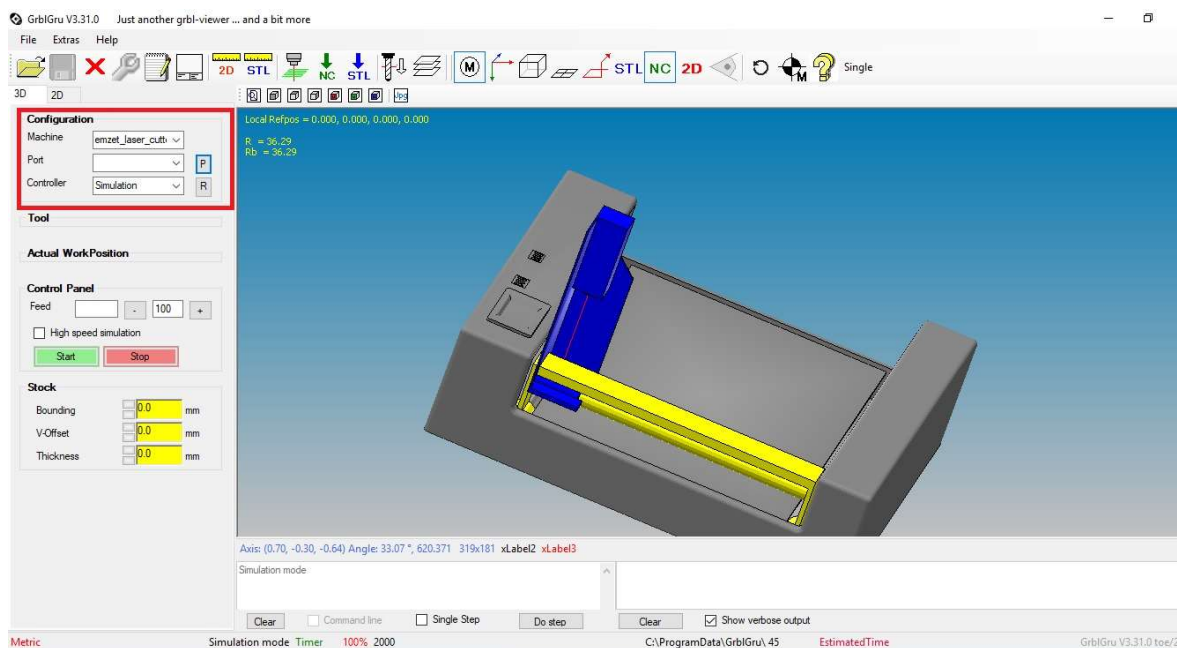 GrblGru V3.31.0 Just another grbl-viewer ... and a bit more
File Extras Help
2D STL NC STL M STL NC 2D M Single
3D 2D
Jpg
Configuration
Machine emzet_laser_cutt
Port P
Controller Simulation R
Tool
Actual WorkPosition
Control Panel
Feed - 100 +
High speed simulation
Start Stop
Stock
Bounding 0.0 mm
V-Offset 0.0 mm
Thickness 0.0 mm
Local Refpos = 0.000, 0.000, 0.000, 0.000
R = 36.29
Rb = 36.29
Axis: (0.70, -0.30, -0.64) Angle: 33.07 °, 620.371 319x181 xLabel2 xLabel3
Simulation mode
Clear Command line Single Step Do step Clear Show verbose output
Metric Simulation mode Timer 100% 2000 C:\ProgramData\GrblGru\ 45 EstimatedTime GrblGru V3.31.0 toe/2